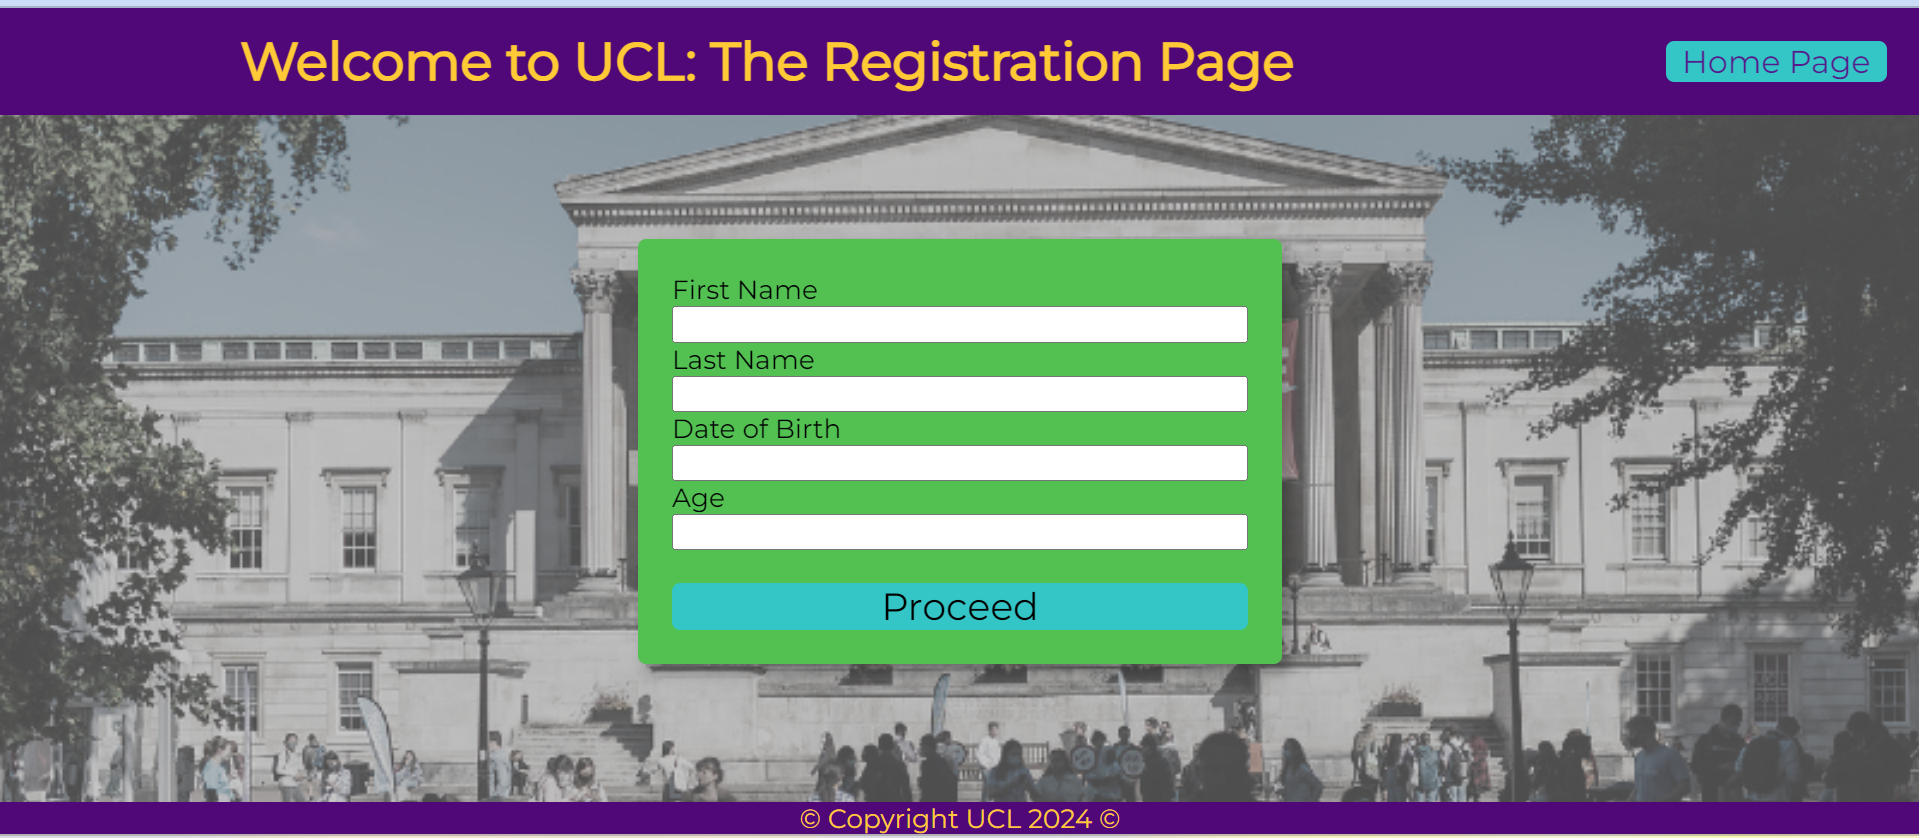 Welcome to UCL: The Registration Page
Home Page
First Name
Last Name
Date of Birth
Age
Proceed
© Copyright UCL 2024 ©